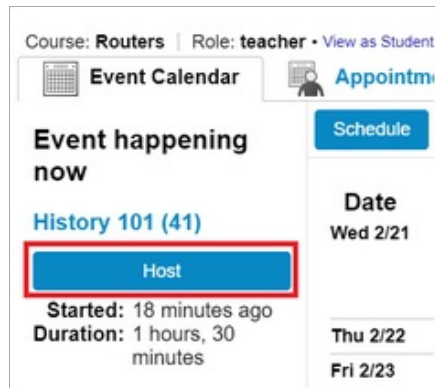 Course: Routers | Role: teacher • View as Student
Event Calendar
Event happening
now
History 101 (41)
Host
Started: 18 minutes ago
Duration: 1 hours, 30
minutes
Schedule
Date
Wed 2/21
Thu 2/22
Fri 2/23